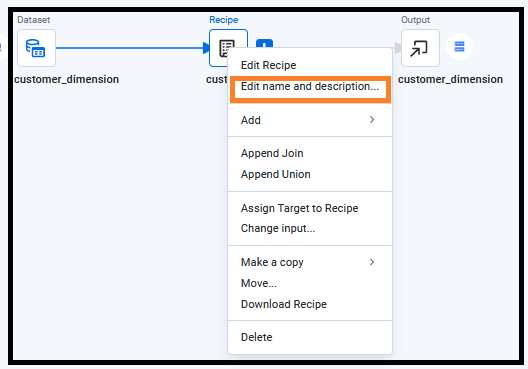 Dataset
Recipe
Output
customer_dimension
cust
customer_dimension
Edit Recipe
Edit name and description...
Add
Append Join
Append Union
Assign Target to Recipe
Change input...
Make a copy
Move...
Download Recipe
Delete